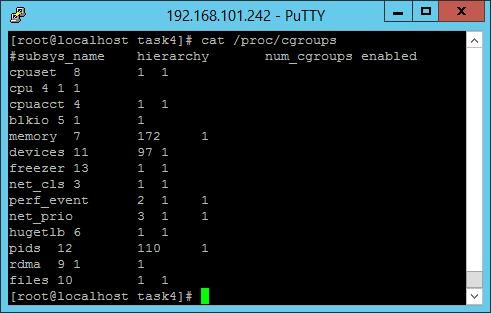 192.168.101.242 - PuTTY
[root@localhost task4]# cat /proc/cgroups
#subsys_name hierarchy num_cgroups enabled
cpuset 8 1 1
cpu 4 1 1
cpuacct 4 1 1
blkio 5 1 1
memory 7 172 1
devices 11 97 1
freezer 13 1 1
net_cls 3 1 1
perf_event 2 1 1
net_prio 3 1 1
hugetlb 6 1 1
pids 12 110 1
rdma 9 1 1
files 10 1 1
[root@localhost task4]#